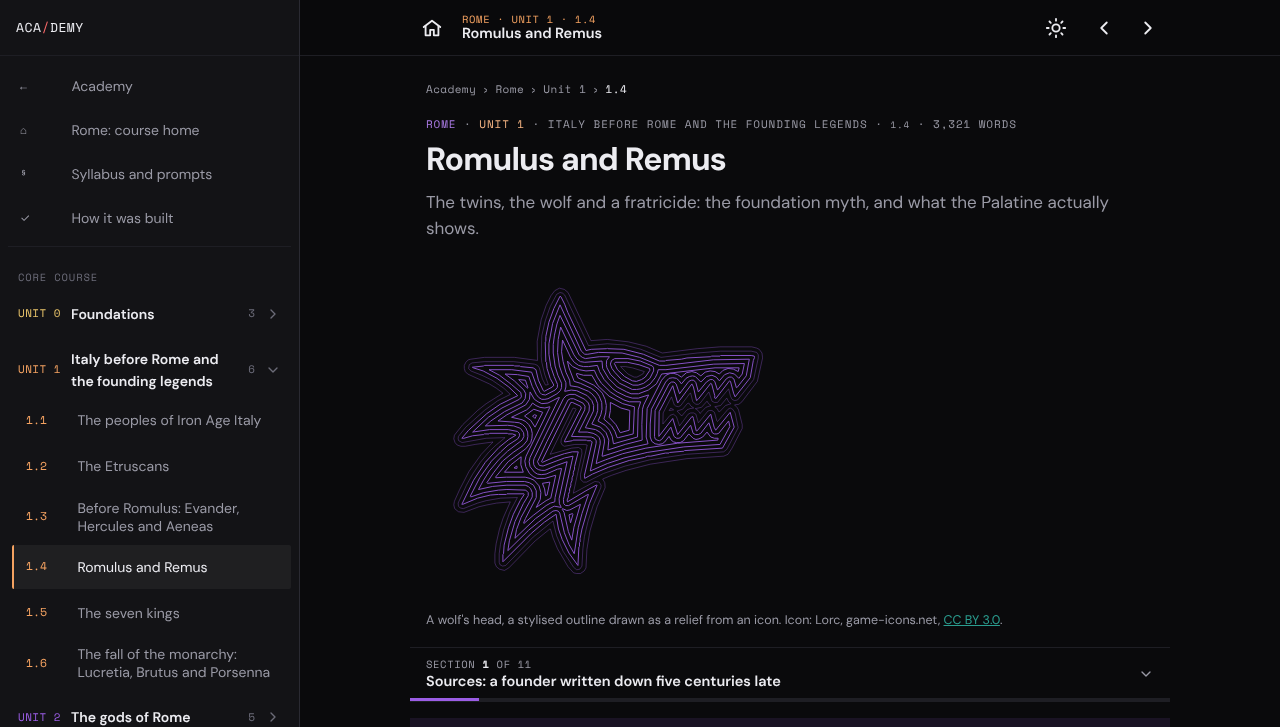 ACA/DEMY
← Academy
⌂ Rome: course home
§ Syllabus and prompts
✓ How it was built
CORE COURSE
UNIT 0 Foundations 3
UNIT 1 Italy before Rome and the founding legends 6
1.1 The peoples of Iron Age Italy
1.2 The Etruscans
1.3 Before Romulus: Evander, Hercules and Aeneas
1.4 Romulus and Remus
1.5 The seven kings
1.6 The fall of the monarchy: Lucretia, Brutus and Porsenna
UNIT 2 The gods of Rome 5
ROME · UNIT 1 · 1.4
Romulus and Remus
Academy › Rome › Unit 1 › 1.4
ROME · UNIT 1 · ITALY BEFORE ROME AND THE FOUNDING LEGENDS · 1.4 · 3,321 WORDS
Romulus and Remus
The twins, the wolf and a fratricide: the foundation myth, and what the Palatine actually
shows.
A wolf's head, a stylised outline drawn as a relief from an icon. Icon: Lorc, game-icons.net, CC BY 3.0.
SECTION 1 OF 11
Sources: a founder written down five centuries late